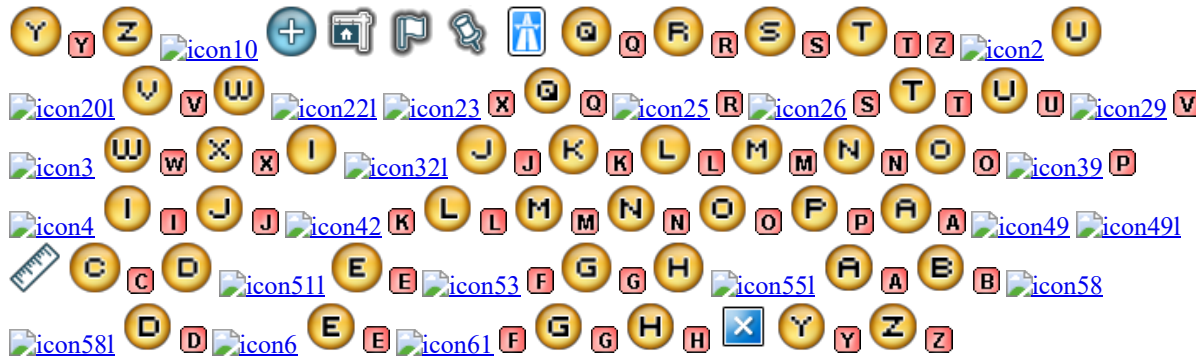 Y Y Z icon10 Q Q R R S S T T Z icon2 U
icon20l V V W icon22l icon23 X Q Q icon25 R icon26 S T T U U icon29 V
icon3 W W X X I icon32l J J K K L L M M N N O O icon39 P
icon4 I I J J icon42 K L L M M N N O O P P A A icon49 icon49l
C C D icon51l E E icon53 F G G H icon55l A A B B icon58
icon58l D D icon6 E E icon61 F G G H H X Y Y Z Z